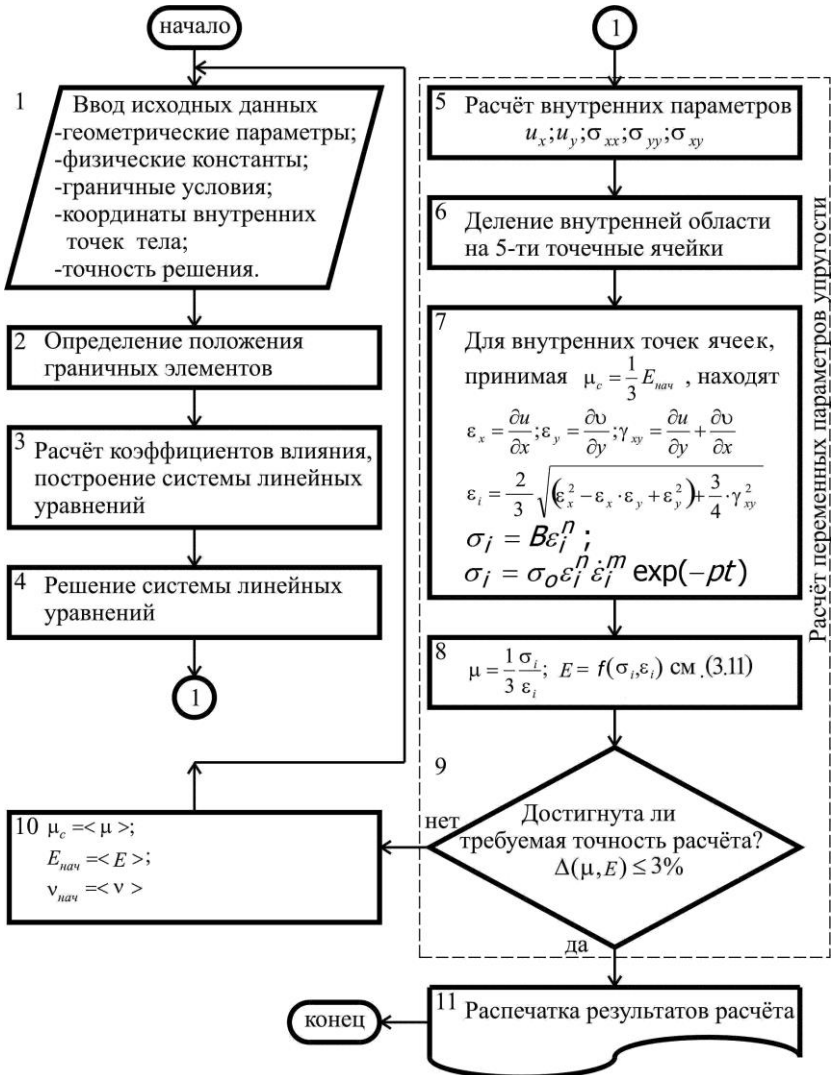 начало
1
Ввод исходных данных
-геометрические параметры;
-физические константы;
-граничные условия;
-координаты внутренних
точек тела;
-точность решения.
2 Определение положения
граничных элементов
3 Расчёт коэффициентов влияния,
построение системы линейных
уравнений
4 Решение системы линейных
уравнений
1
1
5 Расчёт внутренних параметров
u_x;u_y;σ_xx;σ_yy;σ_xy
6 Деление внутренней области
на 5-ти точечные ячейки
7
Для внутренних точек ячеек,
принимая μ_c = 1/3 E_нач , находят
ε_x = ∂u/∂x; ε_y = ∂υ/∂y; γ_xy = ∂u/∂y + ∂υ/∂x
ε_i = 2/3 √((ε_x^2 − ε_x · ε_y + ε_y^2) + 3/4 · γ_xy^2)
σ_i = Bε_i^n ;
σ_i = σ_o ε_i^n ε̇_i^m exp(−pt)
8 μ = 1/3 σ_i/ε_i; E = f(σ_i,ε_i) см.(3.11)
9
Достигнута ли
требуемая точность расчёта?
Δ(μ,E) ≤ 3%
нет
да
10 μ_c =< μ >;
E_нач =< E >;
ν_нач =< ν >
11 Распечатка результатов расчёта
конец
Расчёт переменных параметров упругости